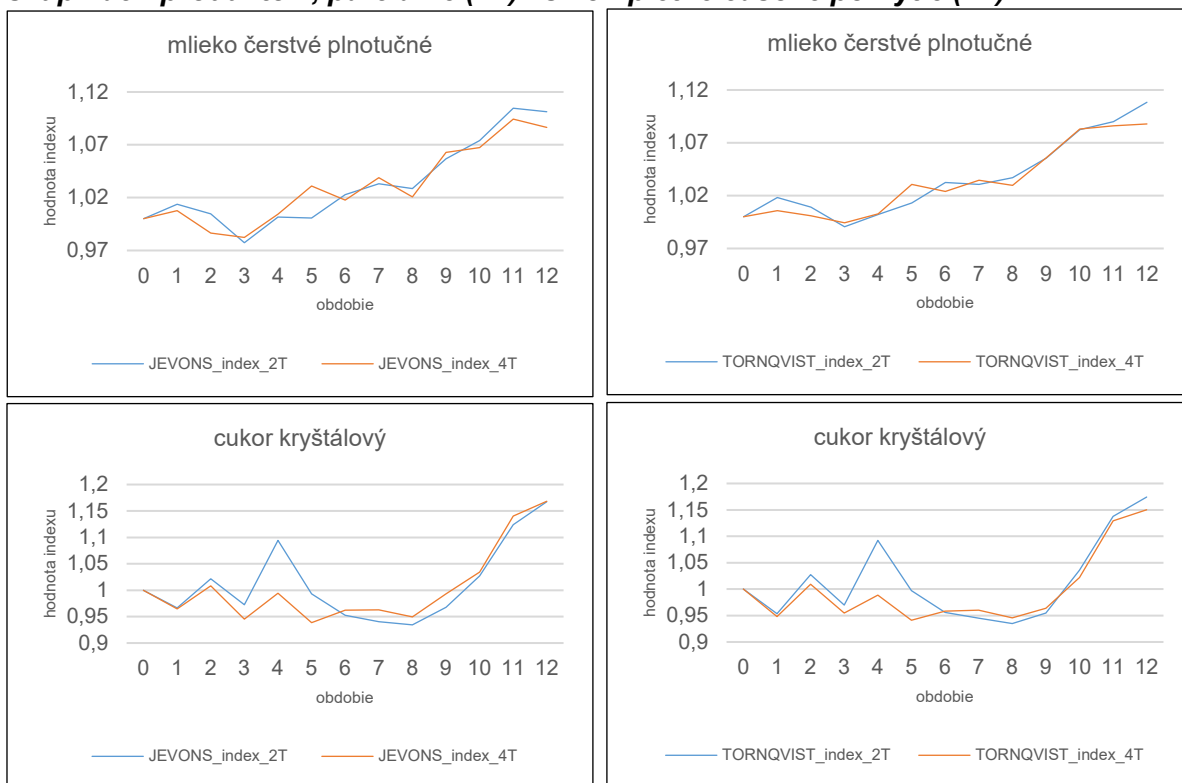 mlieko čerstvé plnotučné
hodnota indexu
1,12
1,07
1,02
0,97
0 1 2 3 4 5 6 7 8 9 10 11 12
obdobie
JEVONS_index_2T JEVONS_index_4T
mlieko čerstvé plnotučné
hodnota indexu
1,12
1,07
1,02
0,97
0 1 2 3 4 5 6 7 8 9 10 11 12
obdobie
TORNQVIST_index_2T TORNQVIST_index_4T
cukor kryštálový
hodnota indexu
1,2
1,15
1,1
1,05
1
0,95
0,9
0 1 2 3 4 5 6 7 8 9 10 11 12
obdobie
JEVONS_index_2T JEVONS_index_4T
cukor kryštálový
hodnota indexu
1,2
1,15
1,1
1,05
1
0,95
0,9
0 1 2 3 4 5 6 7 8 9 10 11 12
obdobie
TORNQVIST_index_2T TORNQVIST_index_4T